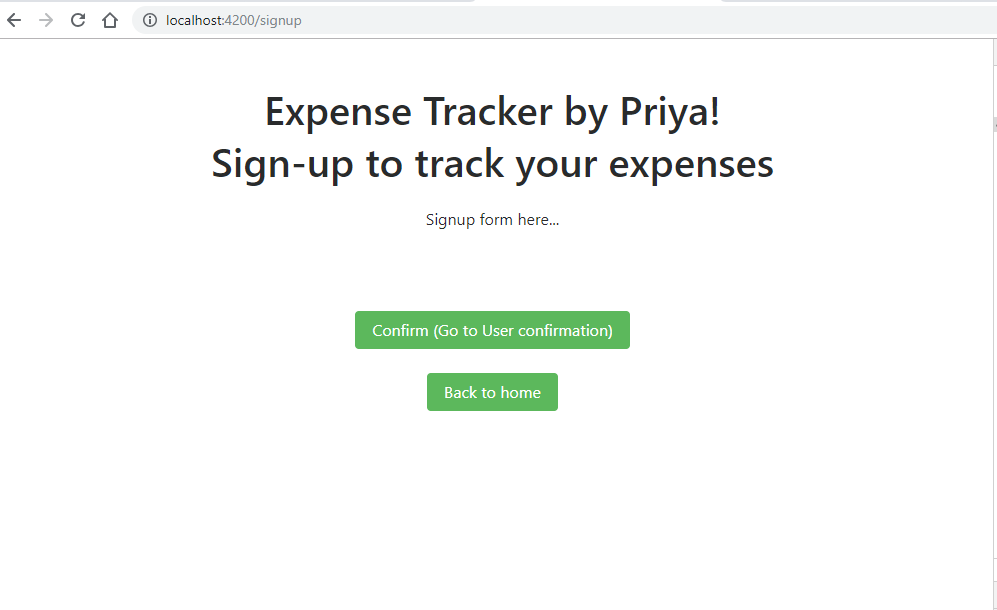 localhost:4200/signup
Expense Tracker by Priya!
Sign-up to track your expenses
Signup form here...
Confirm (Go to User confirmation)
Back to home